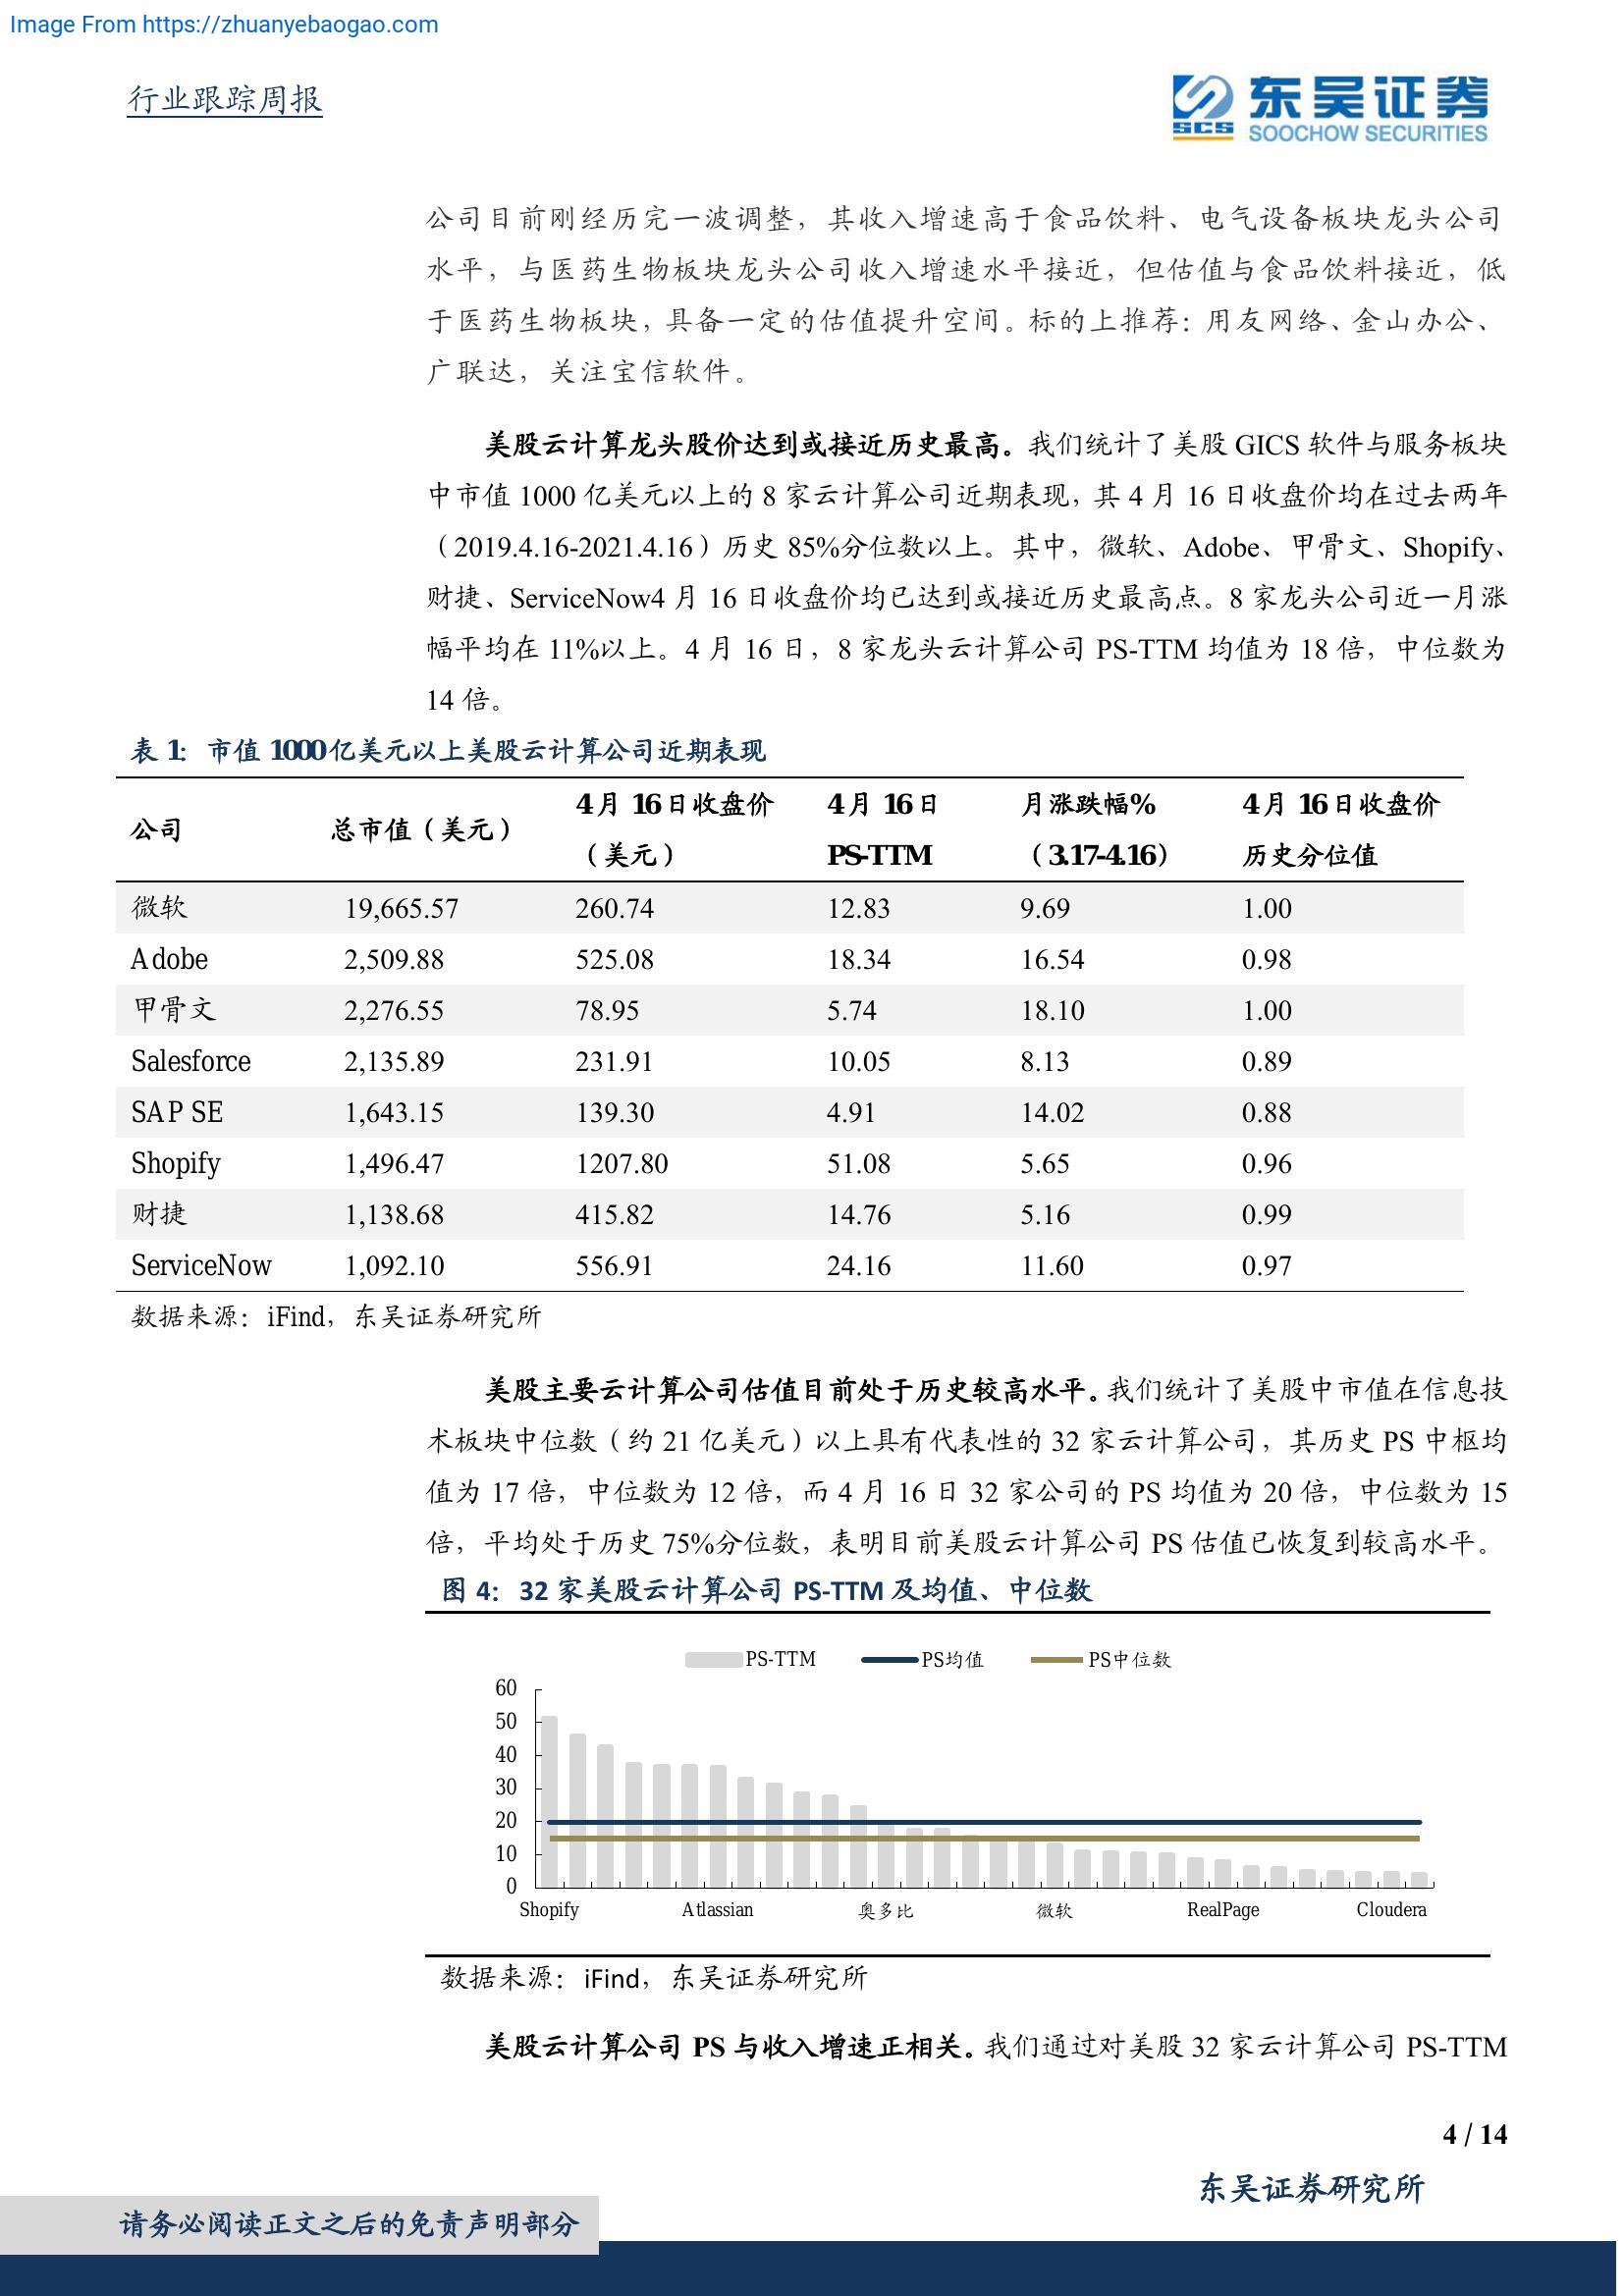 Image From https://zhuanyebaogao.com
行业跟踪周报
SCS 东吴证券
SOOCHOW SECURITIES
公司目前刚经历完一波调整，其收入增速高于食品饮料、电气设备板块龙头公司
水平，与医药生物板块龙头公司收入增速水平接近，但估值与食品饮料接近，低
于医药生物板块，具备一定的估值提升空间。标的上推荐：用友网络、金山办公、
广联达，关注宝信软件。
美股云计算龙头股价达到或接近历史最高。我们统计了美股 GICS 软件与服务板块
中市值 1000 亿美元以上的 8 家云计算公司近期表现，其 4 月 16 日收盘价均在过去两年
（2019.4.16-2021.4.16）历史 85%分位数以上。其中，微软、Adobe、甲骨文、Shopify、
财捷、ServiceNow4 月 16 日收盘价均已达到或接近历史最高点。8 家龙头公司近一月涨
幅平均在 11%以上。4 月 16 日，8 家龙头云计算公司 PS-TTM 均值为 18 倍，中位数为
14 倍。
表 1：市值 1000 亿美元以上美股云计算公司近期表现
公司 总市值（美元） 4 月 16 日收盘价（美元） 4 月 16 日 PS-TTM 月涨跌幅%（3.17-4.16） 4 月 16 日收盘价历史分位值
微软 19,665.57 260.74 12.83 9.69 1.00
Adobe 2,509.88 525.08 18.34 16.54 0.98
甲骨文 2,276.55 78.95 5.74 18.10 1.00
Salesforce 2,135.89 231.91 10.05 8.13 0.89
SAP SE 1,643.15 139.30 4.91 14.02 0.88
Shopify 1,496.47 1207.80 51.08 5.65 0.96
财捷 1,138.68 415.82 14.76 5.16 0.99
ServiceNow 1,092.10 556.91 24.16 11.60 0.97
数据来源：iFind，东吴证券研究所
美股主要云计算公司估值目前处于历史较高水平。我们统计了美股中市值在信息技
术板块中位数（约 21 亿美元）以上具有代表性的 32 家云计算公司，其历史 PS 中枢均
值为 17 倍，中位数为 12 倍，而 4 月 16 日 32 家公司的 PS 均值为 20 倍，中位数为 15
倍，平均处于历史 75%分位数，表明目前美股云计算公司 PS 估值已恢复到较高水平。
图 4：32 家美股云计算公司 PS-TTM 及均值、中位数
PS-TTM PS均值 PS中位数
60
50
40
30
20
10
0
Shopify Atlassian 奥多比 微软 RealPage Cloudera
数据来源：iFind，东吴证券研究所
美股云计算公司 PS 与收入增速正相关。我们通过对美股 32 家云计算公司 PS-TTM
4 / 14
东吴证券研究所
请务必阅读正文之后的免责声明部分